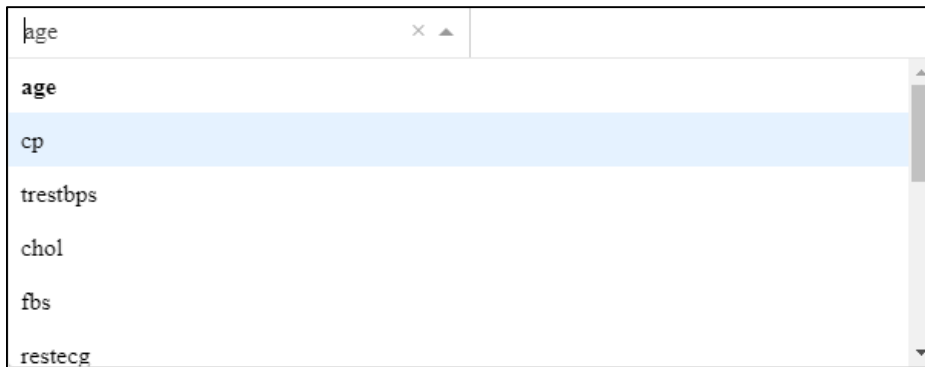 age
age
cp
trestbps
chol
fbs
restecg